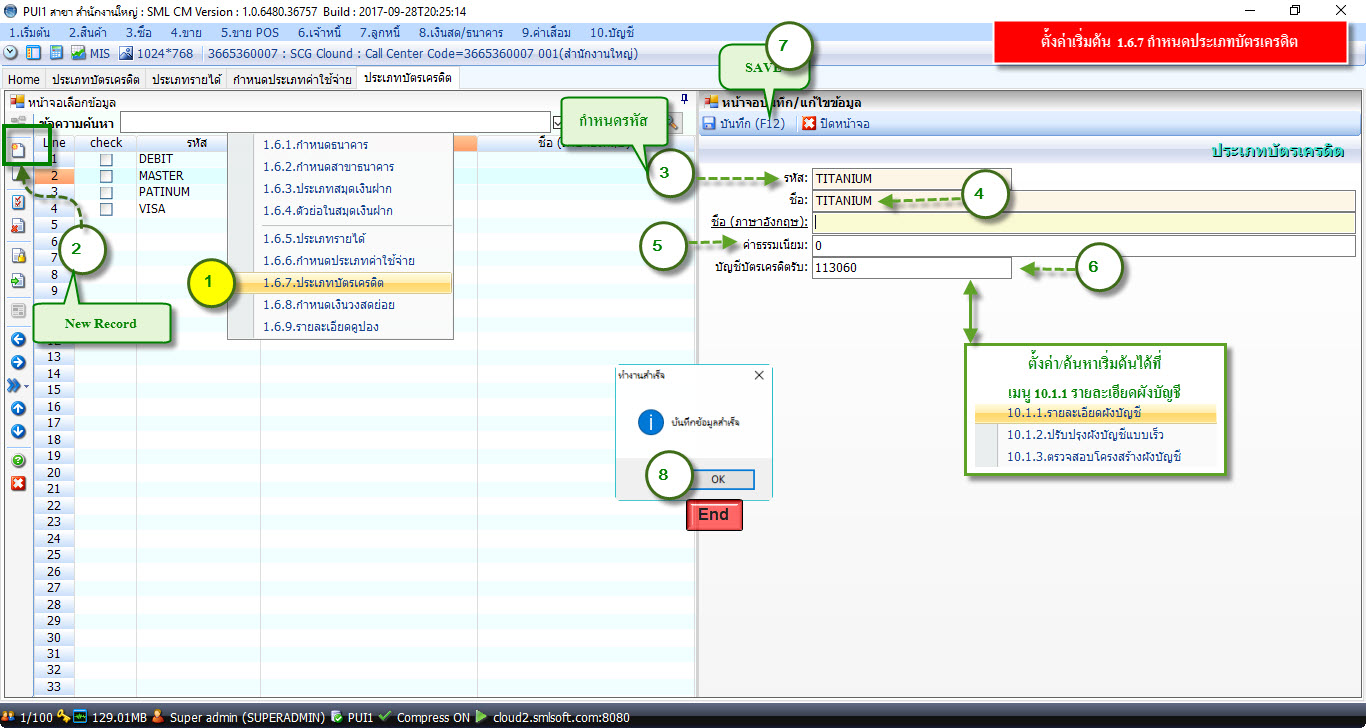 PUI1 สาขา สำนักงานใหญ่ : SML CM Version : 1.0.6480.36757 Build : 2017-09-28T20:25:14
1.เริ่มต้น 2.สินค้า 3.ซื้อ 4.ขาย 5.ขาย POS 6.เจ้าหนี้ 7.ลูกหนี้ 8.เงินสด/ธนาคาร 9.ค่าเสื่อม 10.บัญชี
ตั้งค่าเริ่มต้น 1.6.7 กำหนดประเภทบัตรเครดิต
MIS 1024*768 3665360007 : SCG Clound : Call Center Code=3665360007 001(สำนักงานใหญ่)
7
SAVE
Home ประเภทบัตรเครดิต ประเภทรายได้ กำหนดประเภทค่าใช้จ่าย ประเภทบัตรเครดิต
หน้าจอเลือกข้อมูล
หน้าจอบันทึก/แก้ไขข้อมูล
ข้อความค้นหา
กำหนดรหัส
บันทึก (F12) ปิดหน้าจอ
Line check รหัส
ประเภทบัตรเครดิต
1 DEBIT
2 MASTER
3 PATINUM
4 VISA
5
6
7
8
9
1.6.1.กำหนดธนาคาร
1.6.2.กำหนดสาขาธนาคาร
1.6.3.ประเภทสมุดเงินฝาก
1.6.4.ตัวย่อในสมุดเงินฝาก
1.6.5.ประเภทรายได้
1.6.6.กำหนดประเภทค่าใช้จ่าย
1.6.7.ประเภทบัตรเครดิต
1.6.8.กำหนดเงินวงสดย่อย
1.6.9.รายละเอียดคูปอง
1
2
New Record
3
รหัส: TITANIUM
ชื่อ: TITANIUM
4
ชื่อ (ภาษาอังกฤษ):
5
ค่าธรรมเนียม: 0
บัญชีบัตรเครดิตรับ: 113060
6
ตั้งค่า/ค้นหาเริ่มต้นได้ที่
เมนู 10.1.1 รายละเอียดผังบัญชี
10.1.1.รายละเอียดผังบัญชี
10.1.2.ปรับปรุงผังบัญชีแบบเร็ว
10.1.3.ตรวจสอบโครงสร้างผังบัญชี
ทำงานสำเร็จ
บันทึกข้อมูลสำเร็จ
8
OK
End
13
14
15
16
17
18
19
20
21
22
23
24
25
26
27
28
29
30
31
32
33
1/100 129.01MB Super admin (SUPERADMIN) PUI1 Compress ON cloud2.smlsoft.com:8080